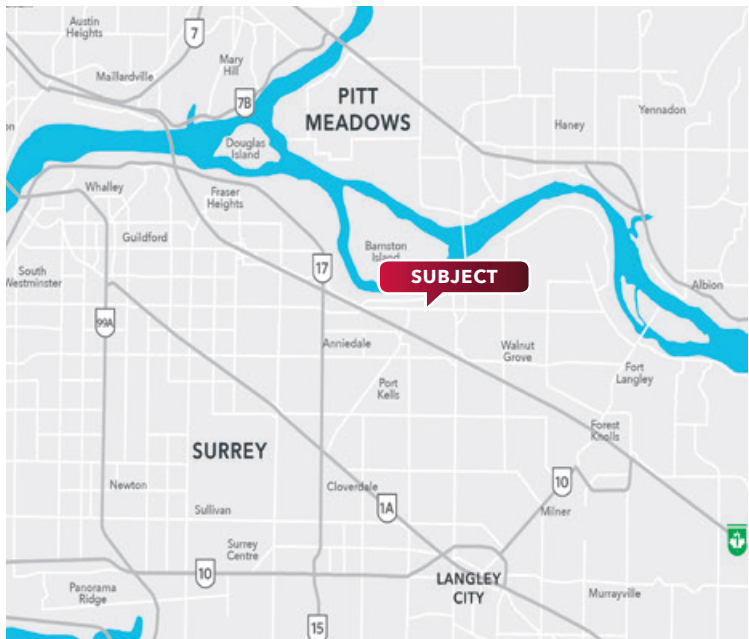 Austin
Heights
7
Mary
Hill
Maillardville
7B
PITT
MEADOWS
Yennadon
Haney
Douglas
Island
Whalley
Fraser
Heights
Guildford
Barnston
Island
17
SUBJECT
South
Westminster
Albion
99A
Anniedale
Walnut
Grove
Port
Kells
Fort
Langley
Forest
Knolls
SURREY
Newton
Cloverdale
10
Sullivan
1A
Milner
Surrey
Centre
10
LANGLEY
CITY
Panorama
Ridge
Murrayville
15
1